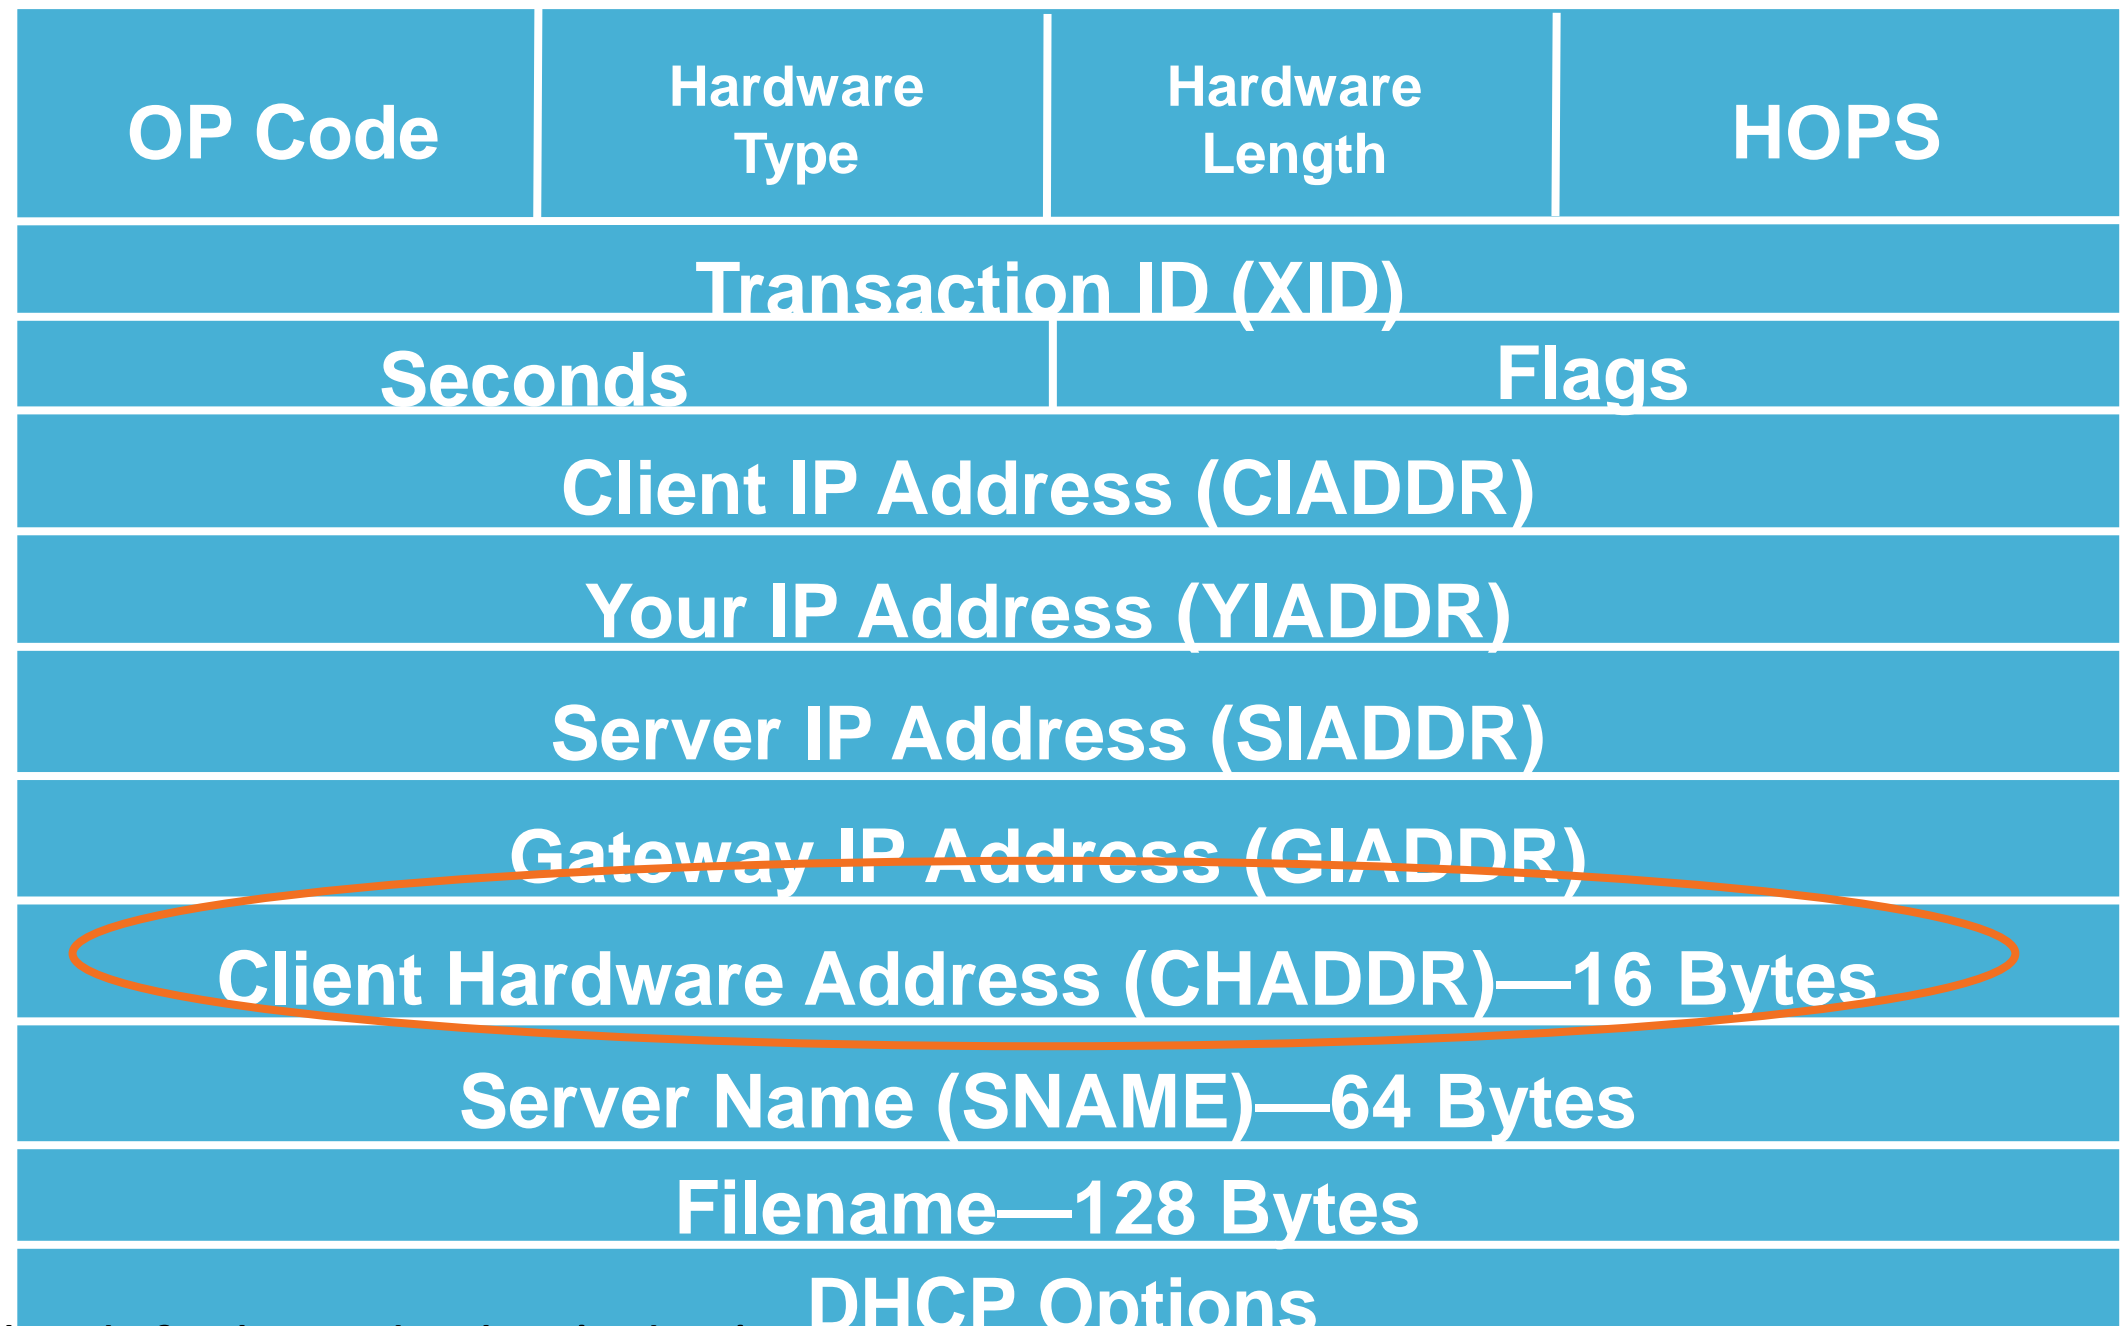 OP Code
Hardware
Type
Hardware
Length
HOPS
Transaction ID (XID)
Seconds
Flags
Client IP Address (CIADDR)
Your IP Address (YIADDR)
Server IP Address (SIADDR)
Gateway IP Address (GIADDR)
Client Hardware Address (CHADDR)—16 Bytes
Server Name (SNAME)—64 Bytes
Filename—128 Bytes
DHCP Options